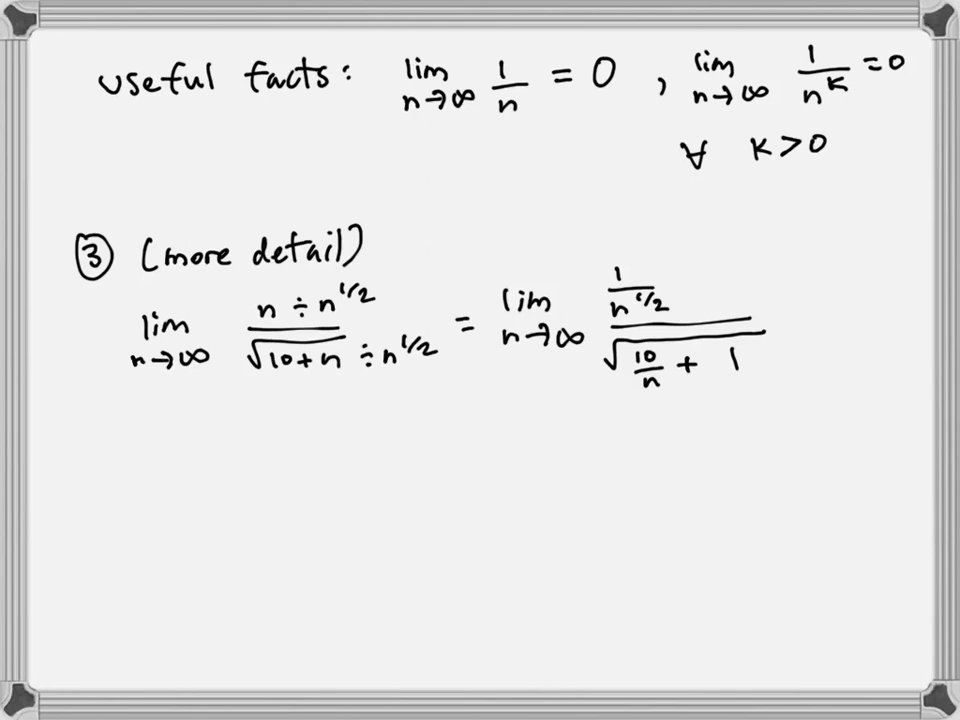 useful facts: lim n→∞ 1/n = 0 , lim n→∞ 1/n^k = 0
∀ k > 0
③ (more detail)
lim n→∞ n ÷ n^1/2 / √10+n ÷ n^1/2 = lim n→∞ 1/n^1/2 / √10/n + 1